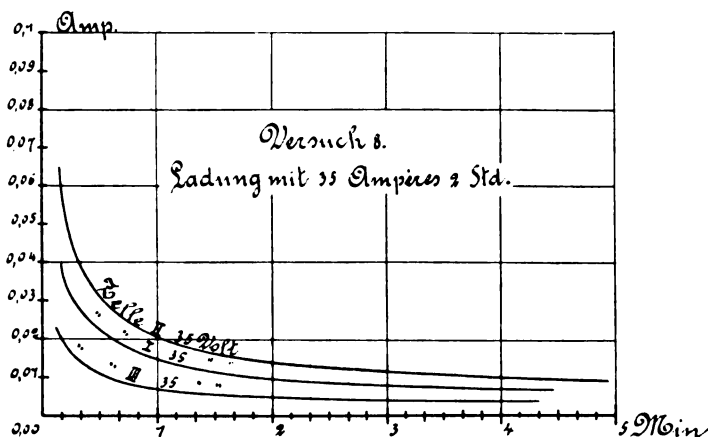 Amp.
0,1
0,09
0,08
0,07
0,06
0,05
0,04
0,03
0,02
0,01
0,00
Versuch 8.
Ladung mit 35 Ampères 2 Std.
Zelle II 35 Volt
" " I 35 " "
" " III 35 " "
1 2 3 4 5 Min